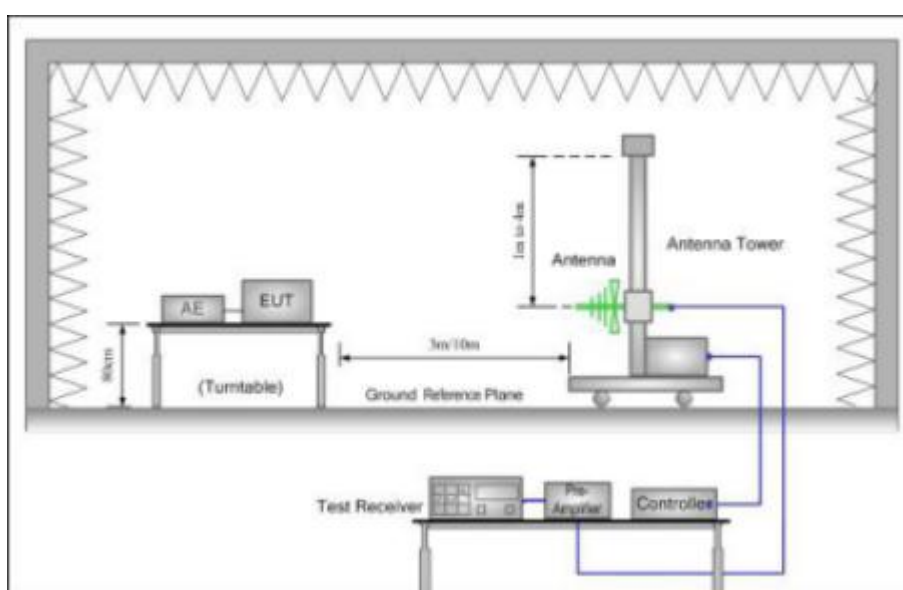 1m to 4m
Antenna
Antenna Tower
AE
EUT
80cm
(Turntable)
3m/10m
Ground Reference Plane
Test Receiver
Pre-
Amplifier
Controller